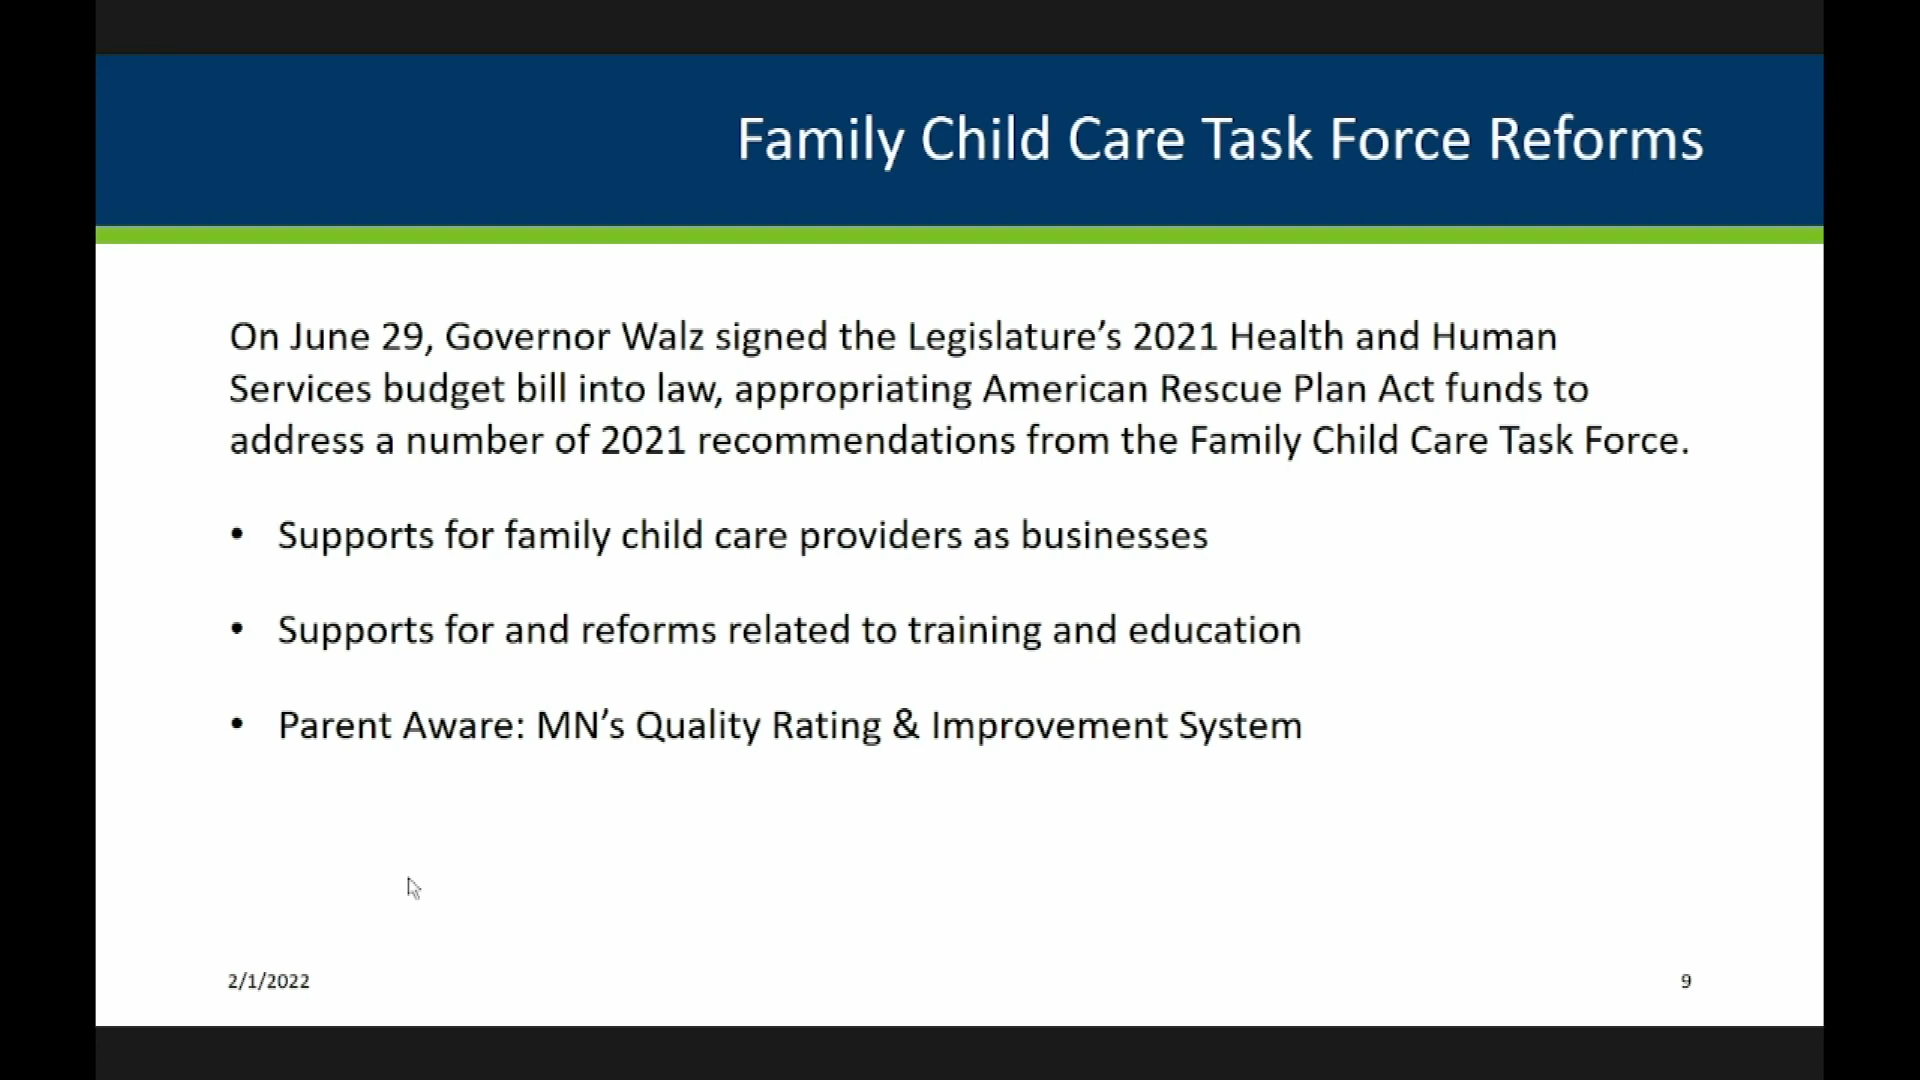 Family Child Care Task Force Reforms
On June 29, Governor Walz signed the Legislature’s 2021 Health and Human
Services budget bill into law, appropriating American Rescue Plan Act funds to
address a number of 2021 recommendations from the Family Child Care Task Force.
• Supports for family child care providers as businesses
• Supports for and reforms related to training and education
• Parent Aware: MN’s Quality Rating & Improvement System
2/1/2022
9